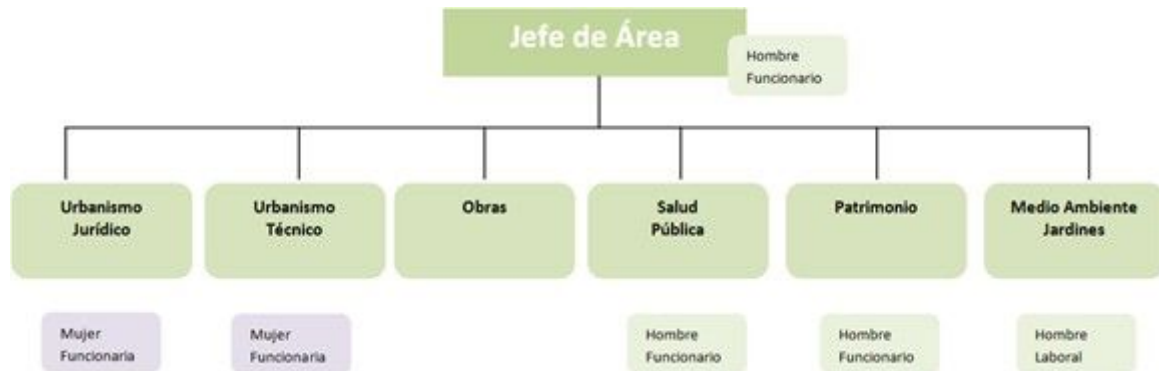 Jefe de Área
Hombre
Funcionario
Urbanismo
Jurídico
Urbanismo
Técnico
Obras
Salud
Pública
Patrimonio
Medio Ambiente
Jardines
Mujer
Funcionaria
Mujer
Funcionaria
Hombre
Funcionario
Hombre
Funcionario
Hombre
Laboral